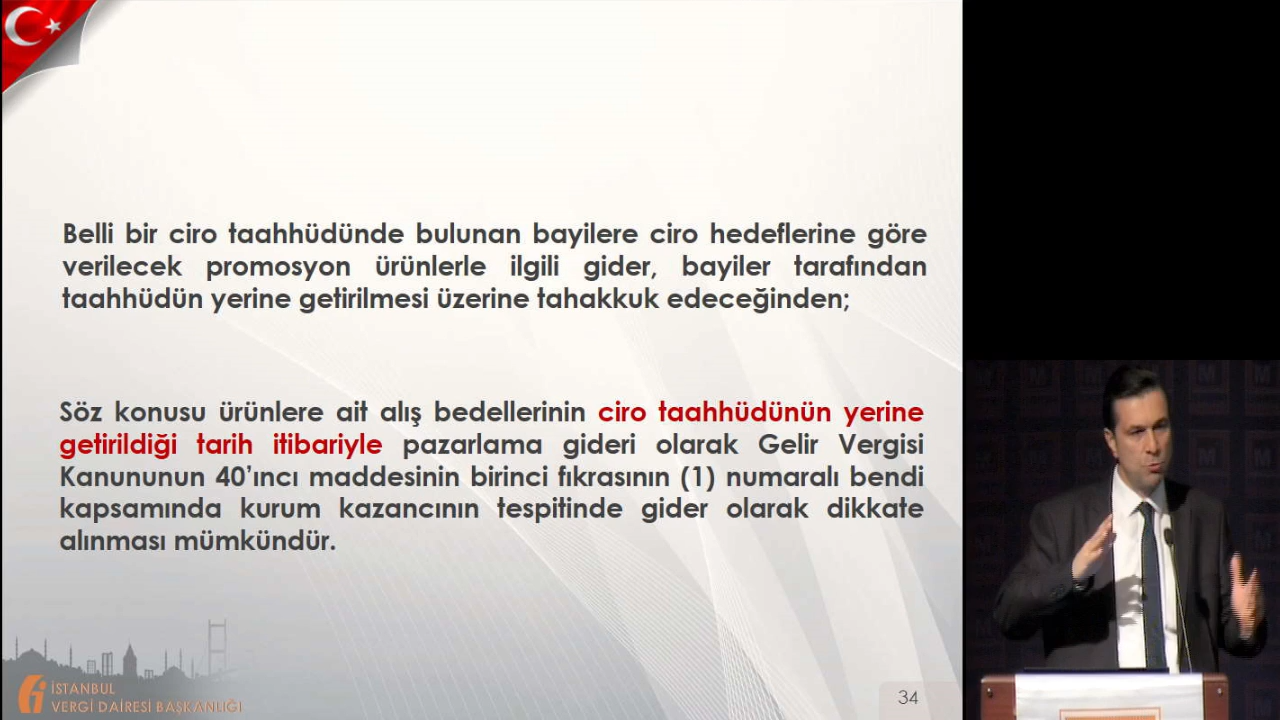 Belli bir ciro taahhüdünde bulunan bayilere ciro hedeflerine göre
verilecek promosyon ürünlerle ilgili gider, bayiler tarafından
taahhüdün yerine getirilmesi üzerine tahakkuk edeceğinden;
Söz konusu ürünlere ait alış bedellerinin ciro taahhüdünün yerine
getirildiği tarih itibariyle pazarlama gideri olarak Gelir Vergisi
Kanununun 40’ıncı maddesinin birinci fıkrasının (1) numaralı bendi
kapsamında kurum kazancının tespitinde gider olarak dikkate
alınması mümkündür.
İSTANBUL
VERGİ DAİRESİ BAŞKANLIĞI
34